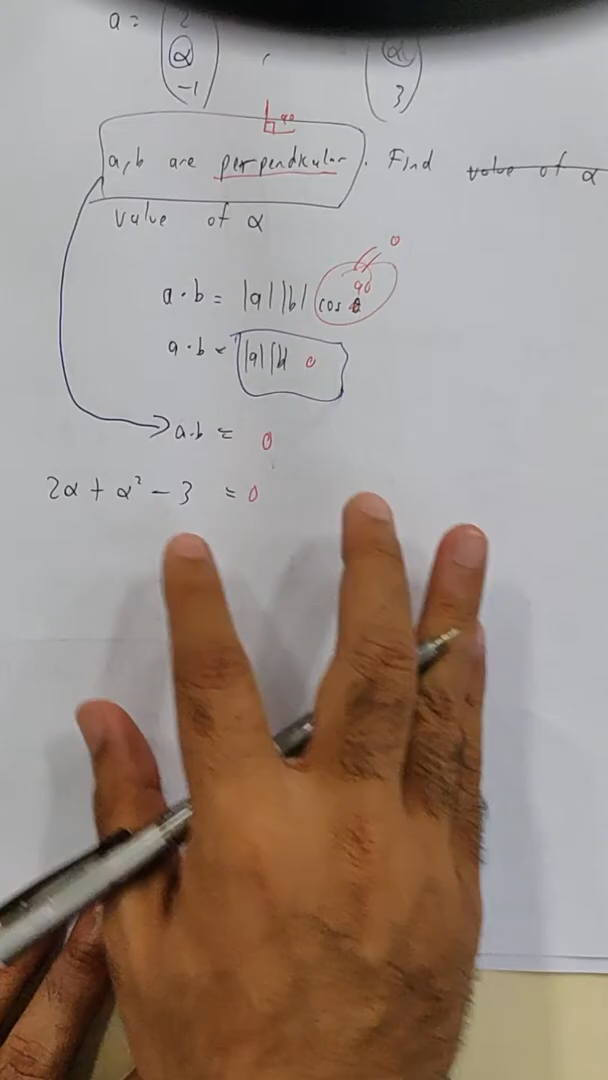 a = ( 2
α , α
-1 3 )
90
a, b are perpendicular. Find value of α
value of α
0
90
a · b = |a| |b| cos θ
a · b = |a| |b| 0
a.b = 0
2α + α² - 3 = 0